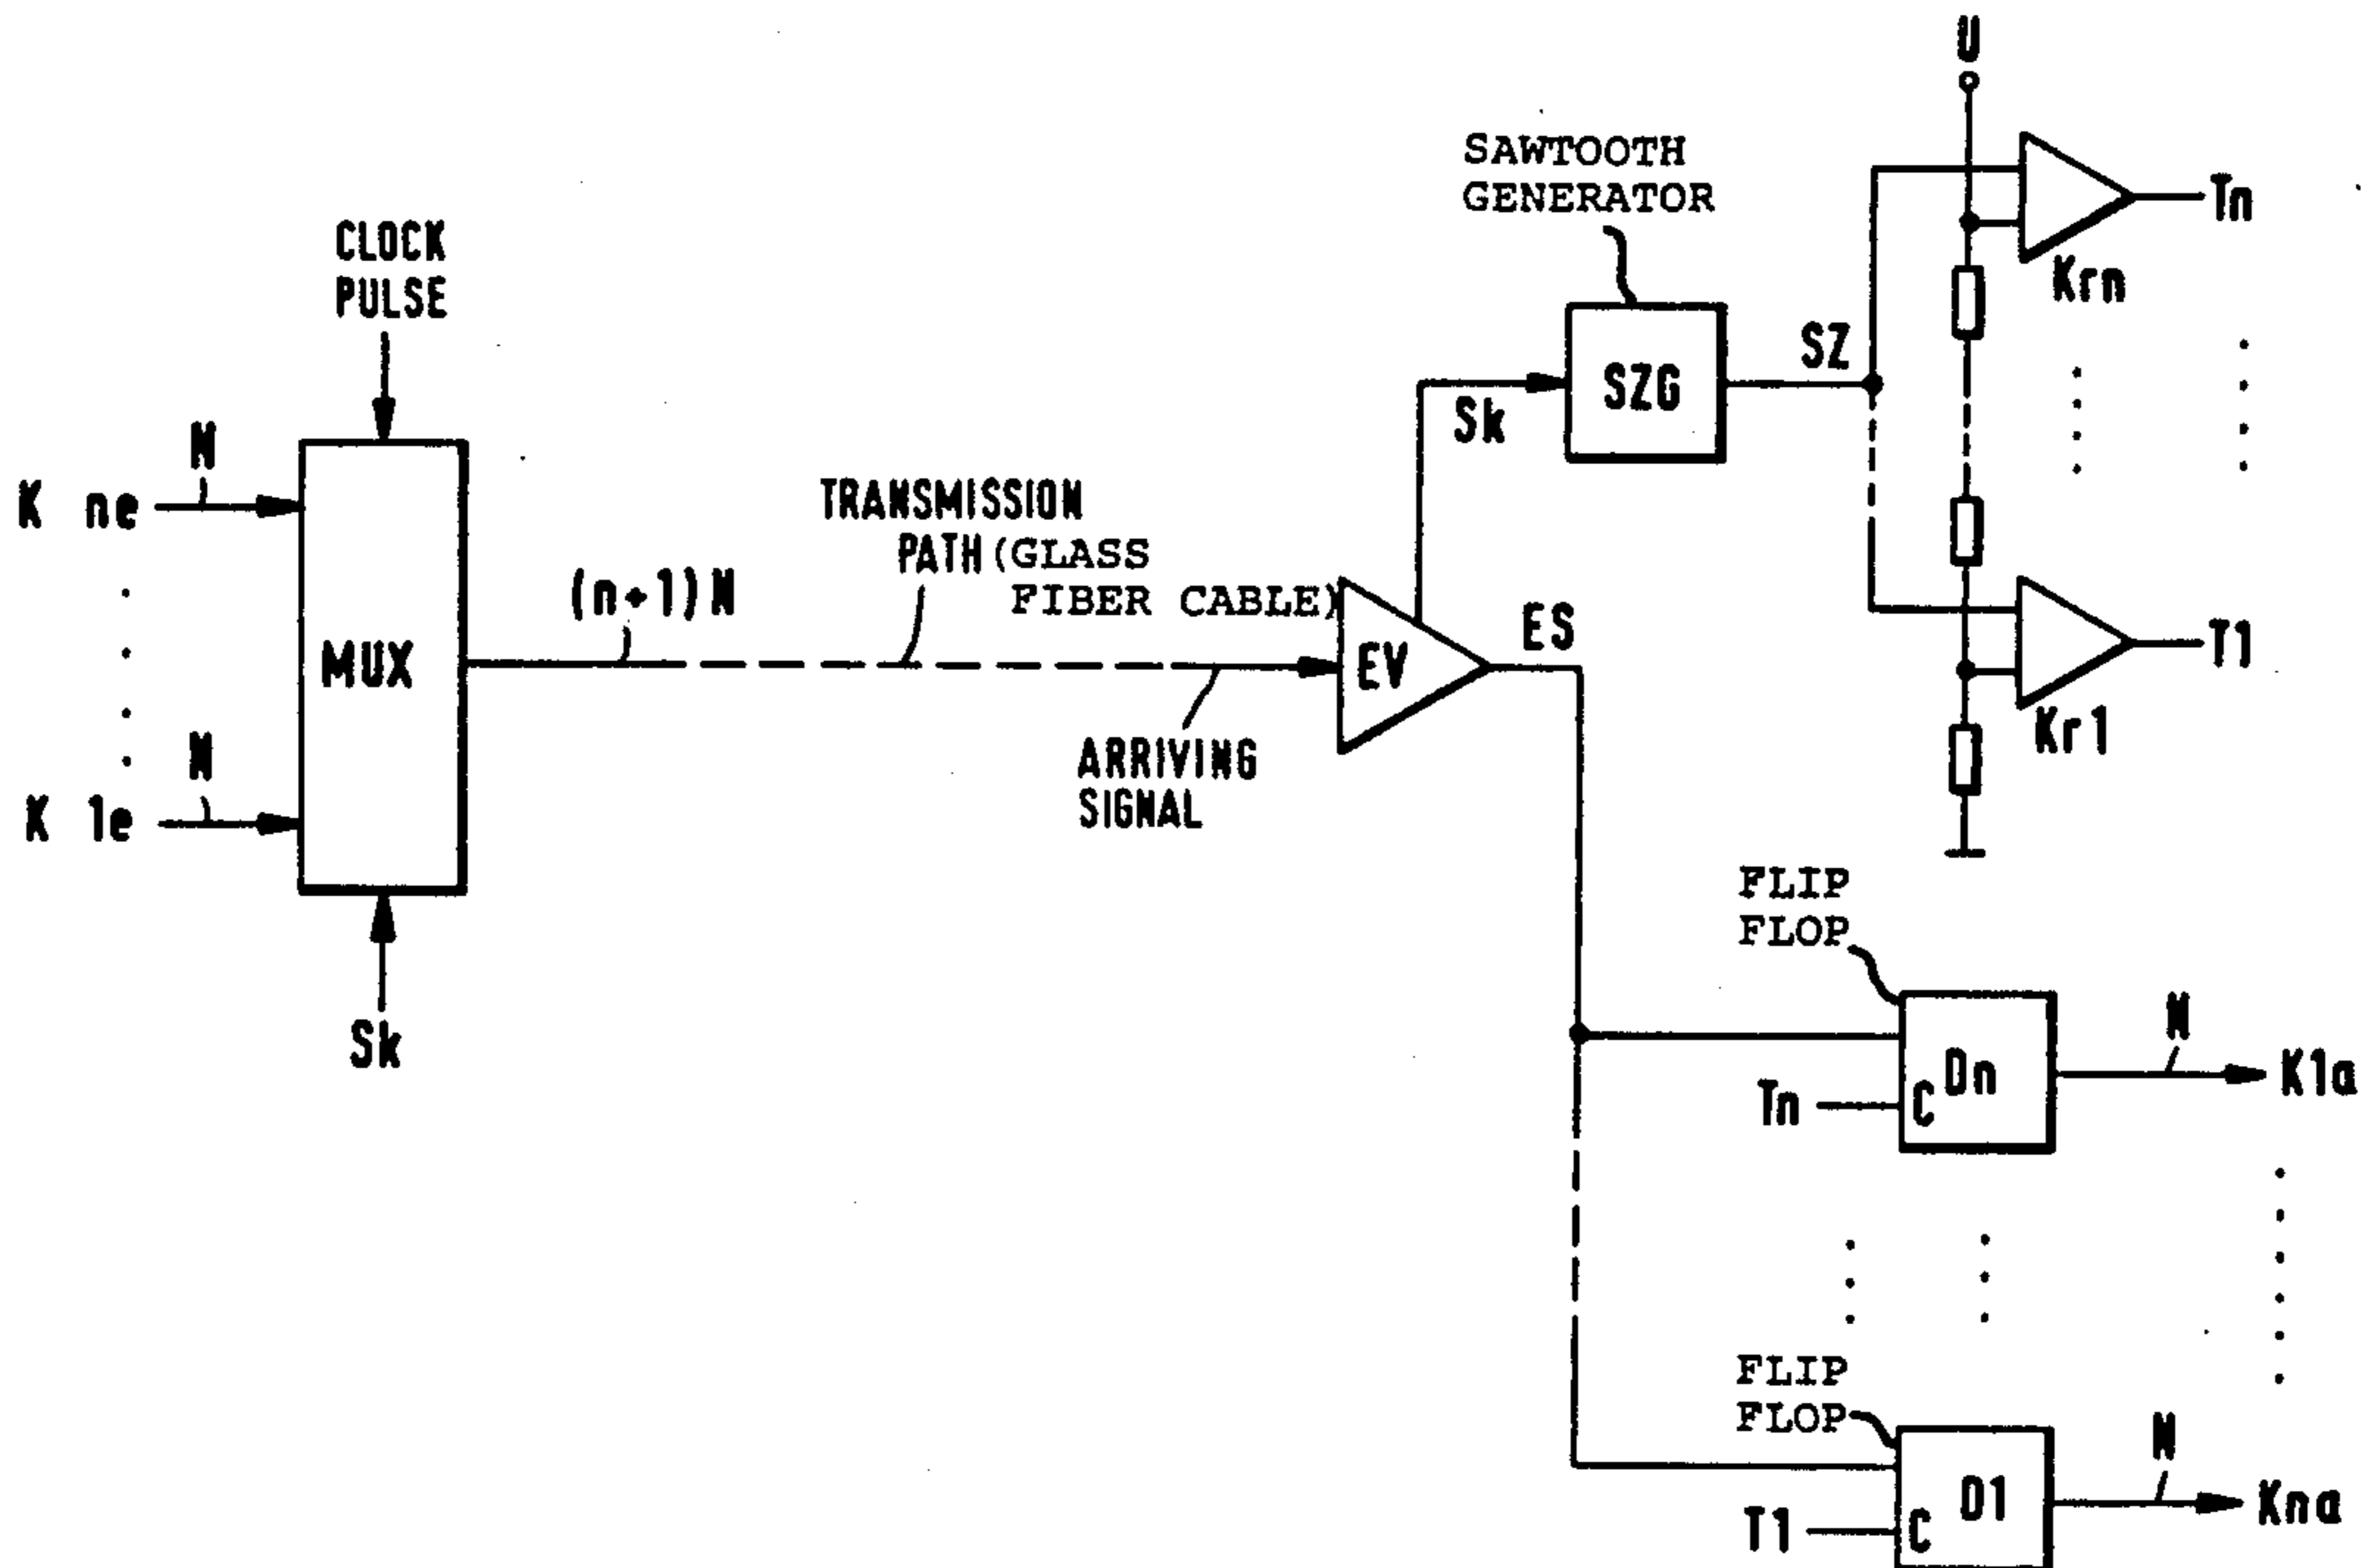 U
SAWTOOTH
GENERATOR
Tn
Krn
CLOCK
PULSE
SZ
SZG
Sk
N
K ne
TRANSMISSION
PATH (GLASS
FIBER CABLE)
(n+1)N
MUX
EV
ES
T1
Kr1
N
K 1e
ARRIVING
SIGNAL
Sk
FLIP
FLOP
N
Dn
K1a
Tn
C
FLIP
FLOP
N
D1
Kna
T1
C